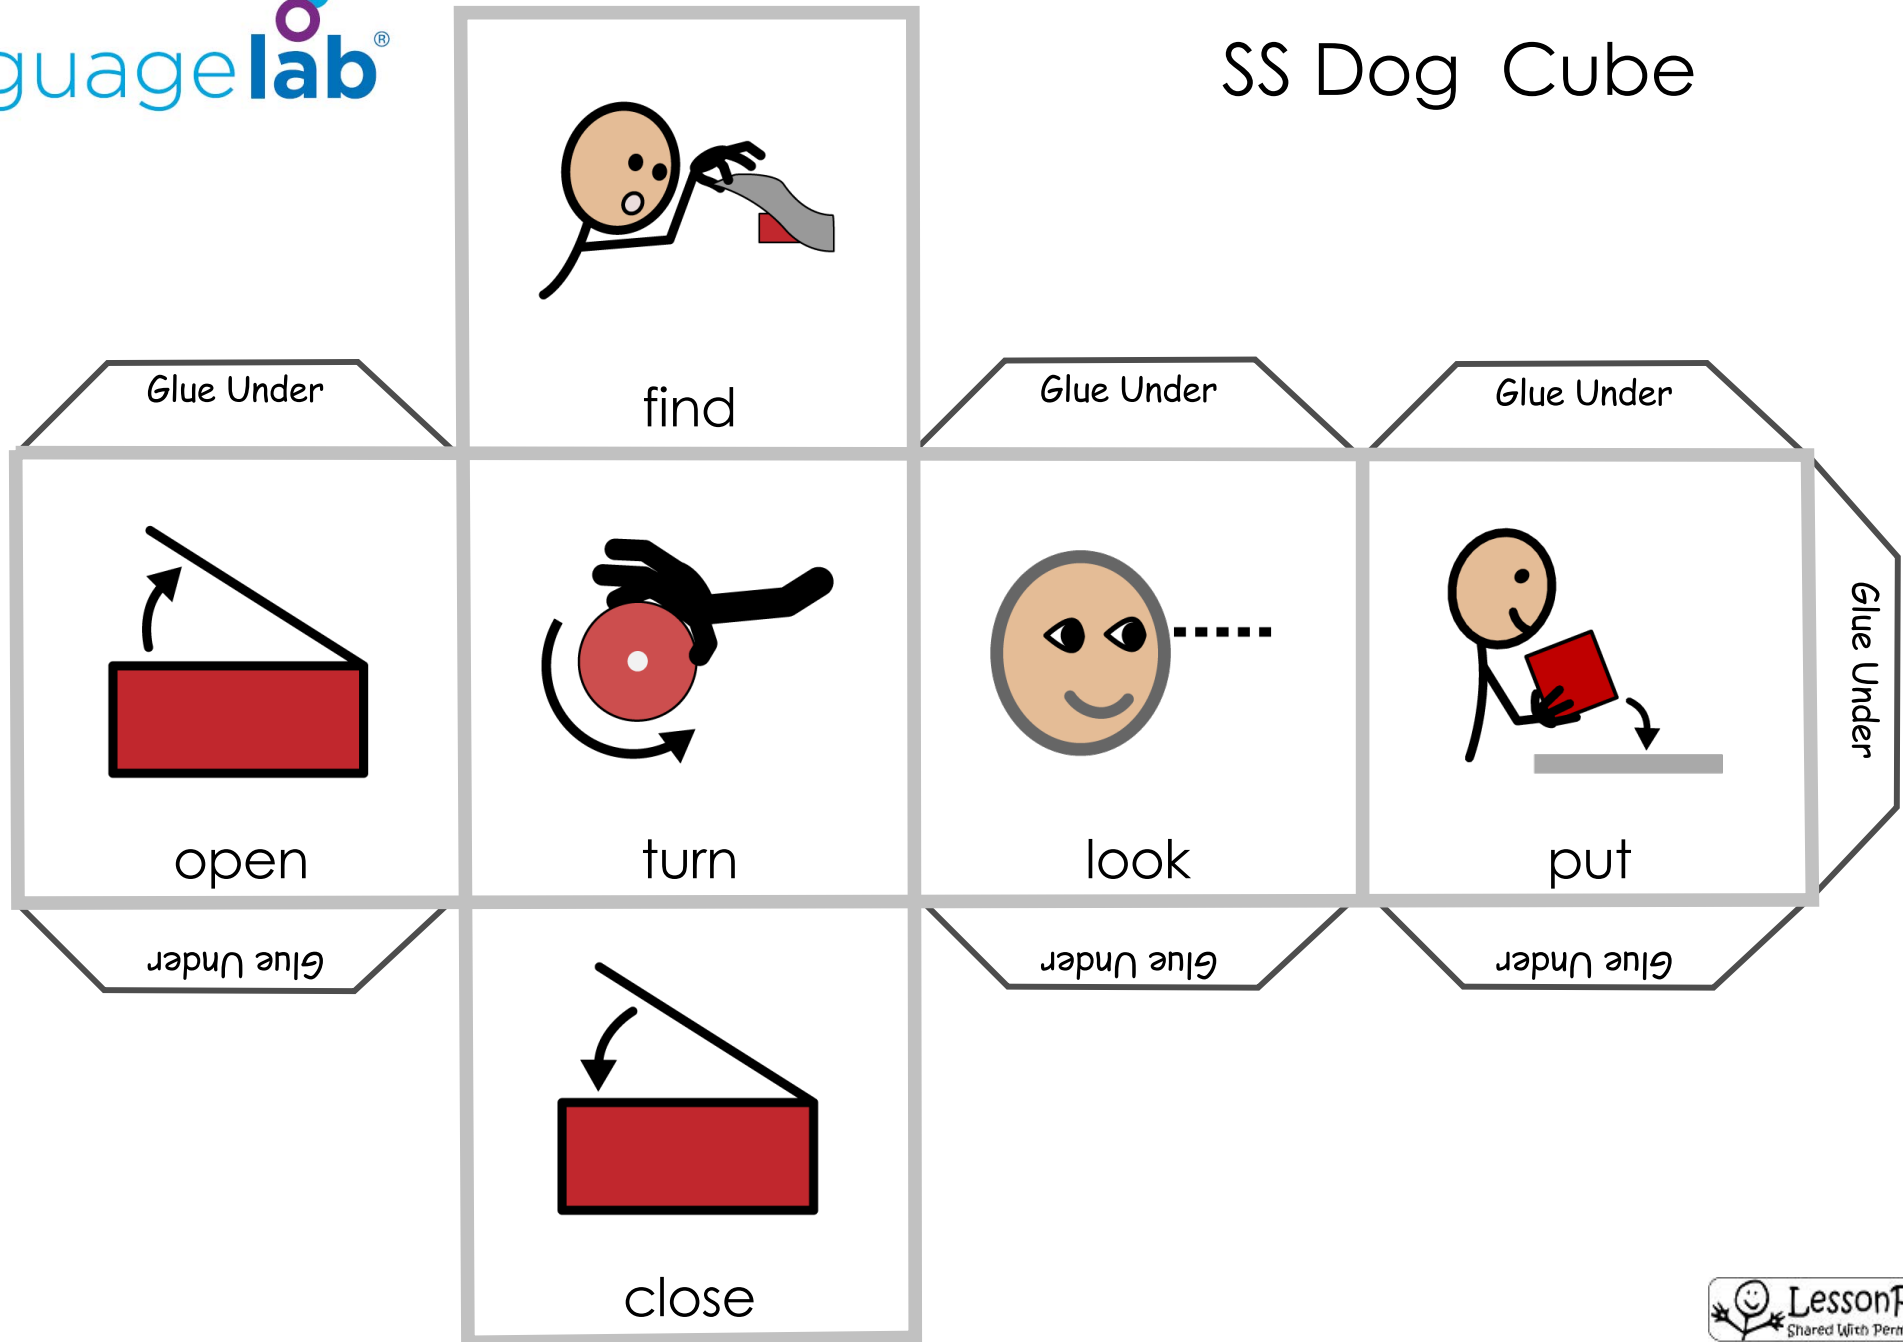 guagelab®
SS Dog Cube
find
Glue Under
Glue Under
Glue Under
open
turn
look
put
Glue Under
Glue Under
Glue Under
Glue Under
close
Shared With